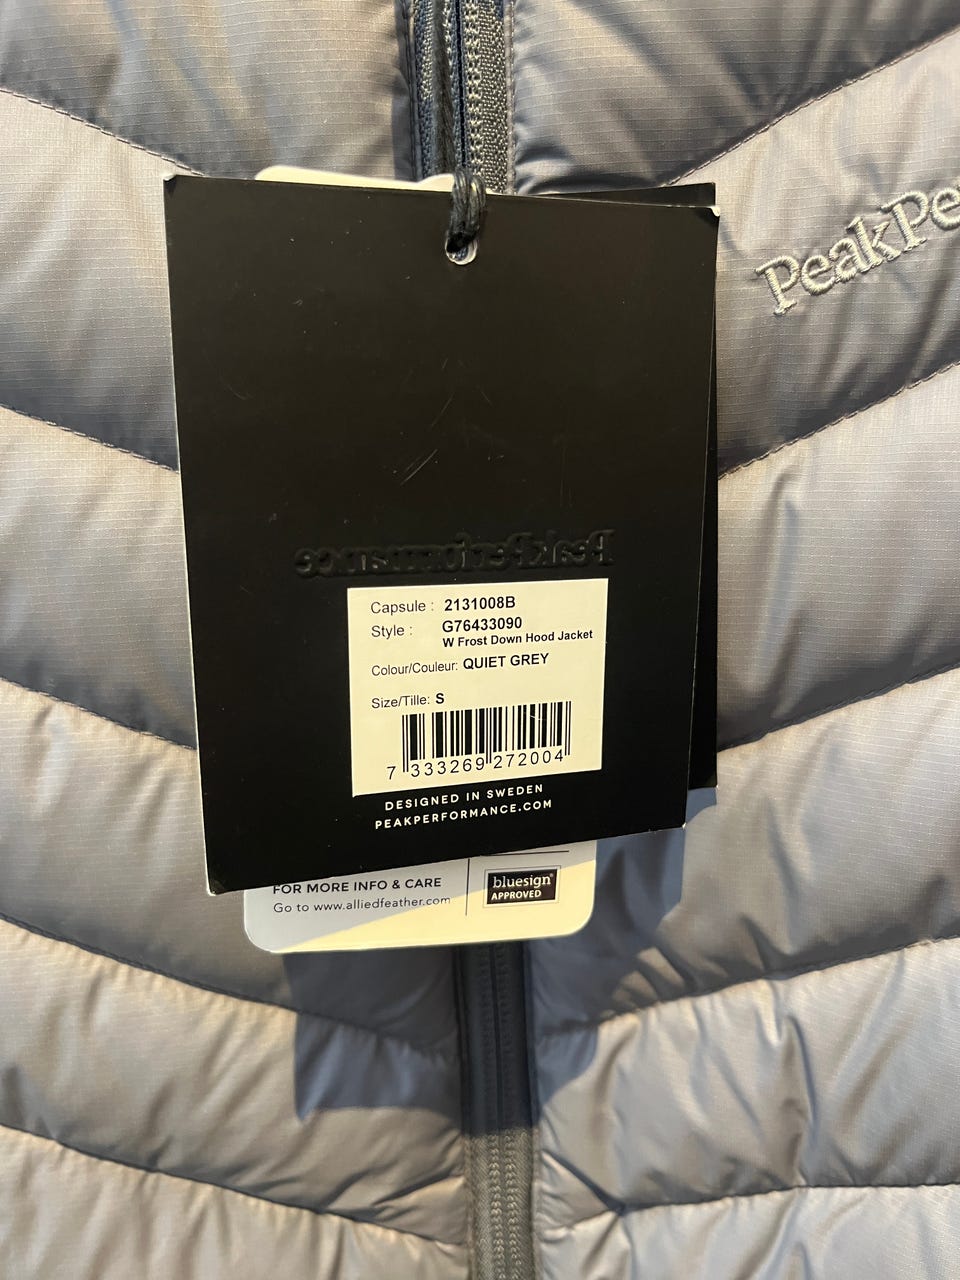 PeakPe
PeakPerformance
Capsule : 2131008B
Style : G76433090
W Frost Down Hood Jacket
Colour/Couleur: QUIET GREY
Size/Tille: S
7 333269 272004
DESIGNED IN SWEDEN
PEAKPERFORMANCE.COM
FOR MORE INFO & CARE
Go to www.alliedfeather.com
bluesign®
APPROVED